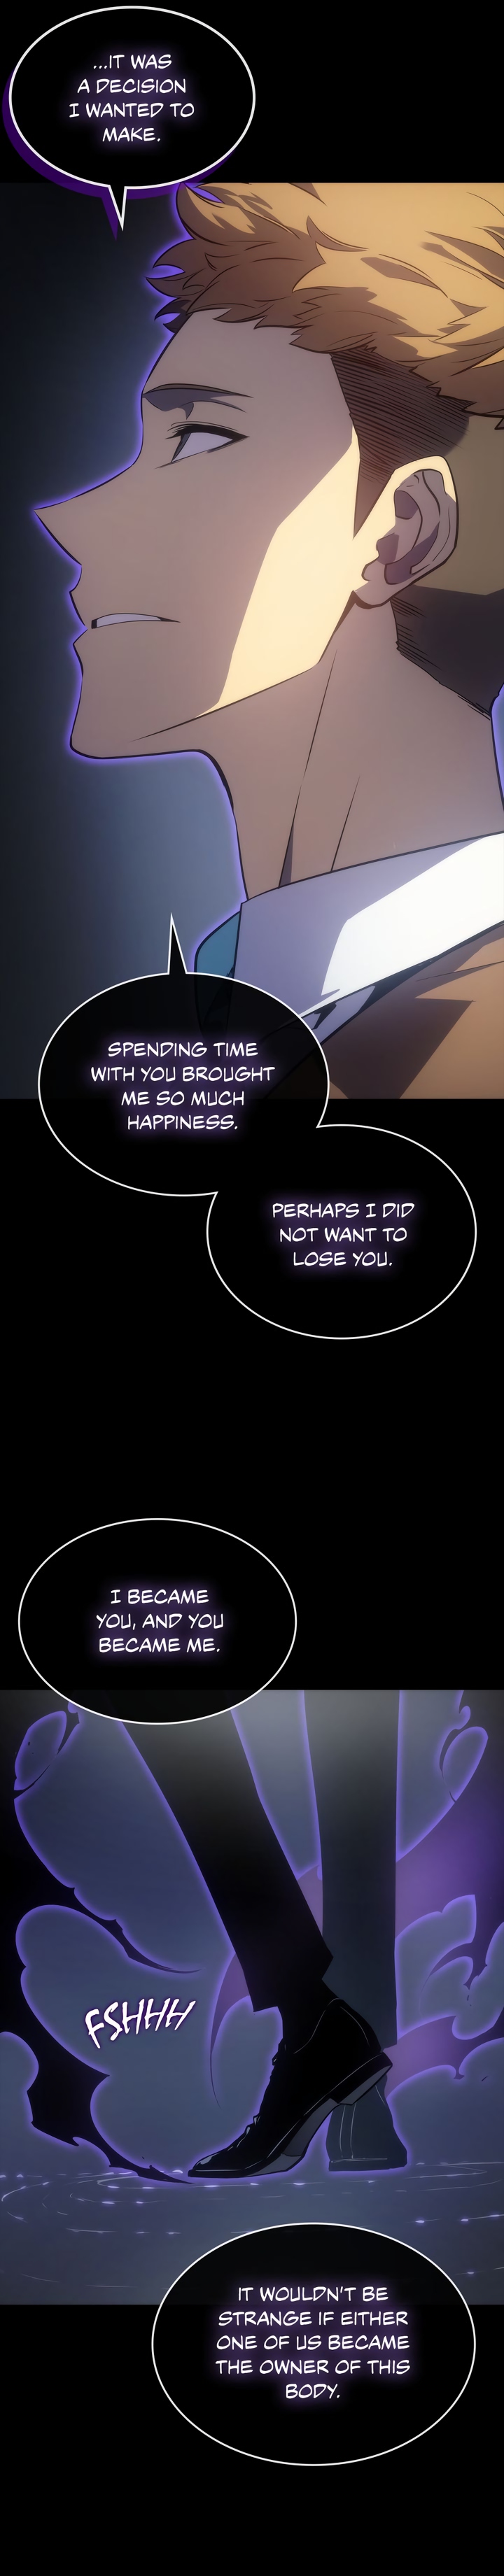 ...IT WAS
A DECISION
I WANTED TO
MAKE.
SPENDING TIME
WITH YOU BROUGHT
ME SO MUCH
HAPPINESS.
PERHAPS I DID
NOT WANT TO
LOSE YOU.
I BECAME
YOU, AND YOU
BECAME ME.
FSHHH
IT WOULDN'T BE
STRANGE IF EITHER
ONE OF US BECAME
THE OWNER OF THIS
BODY.